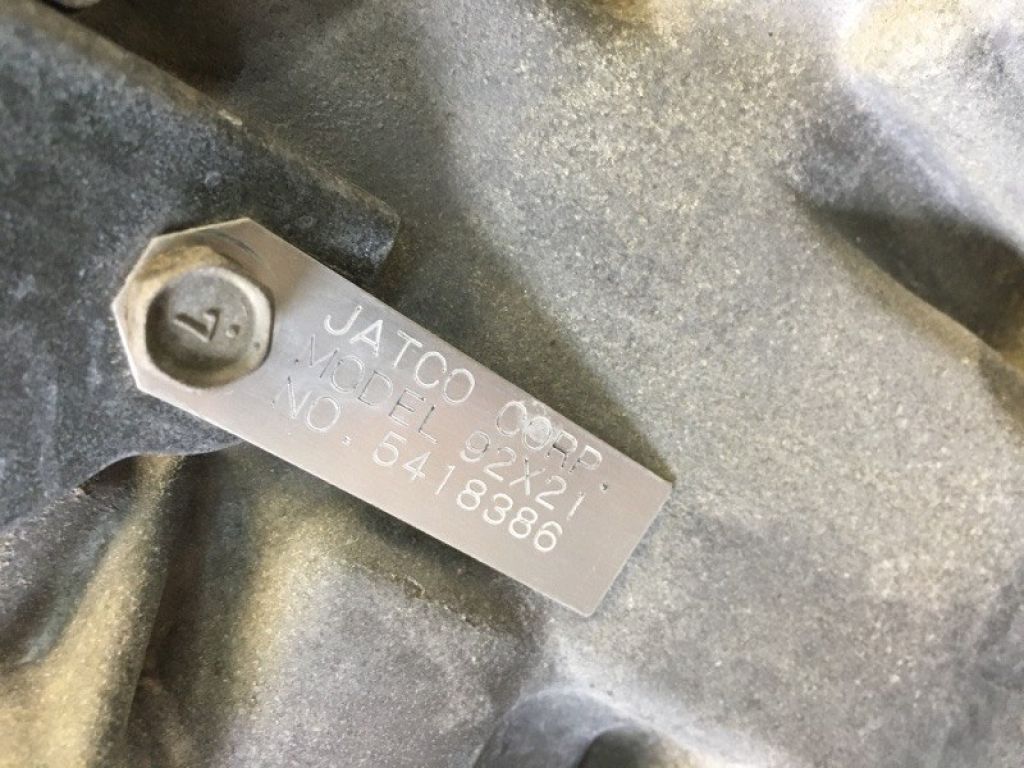 JATCO CORP.
MODEL 92X21
NO. 5418386